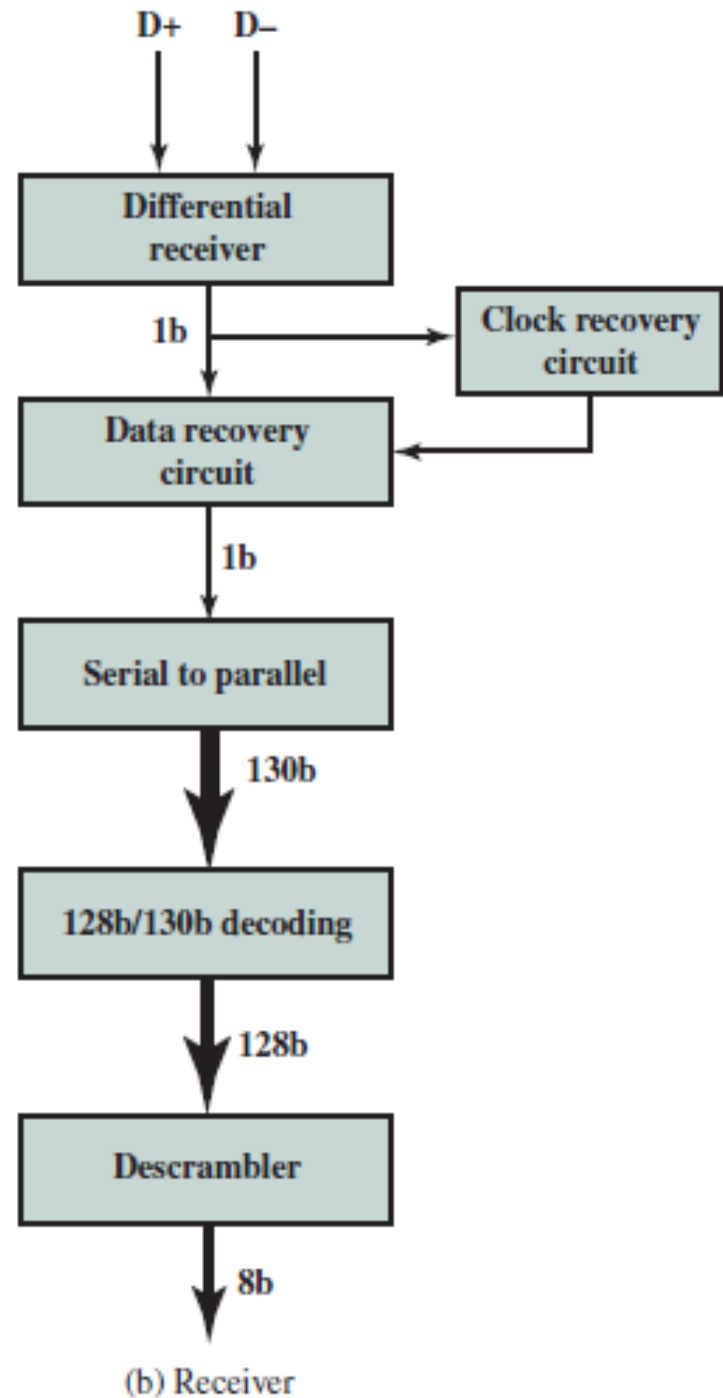 D+ D–
Differential
receiver
1b
Clock recovery
circuit
Data recovery
circuit
1b
Serial to parallel
130b
128b/130b decoding
128b
Descrambler
8b
(b) Receiver